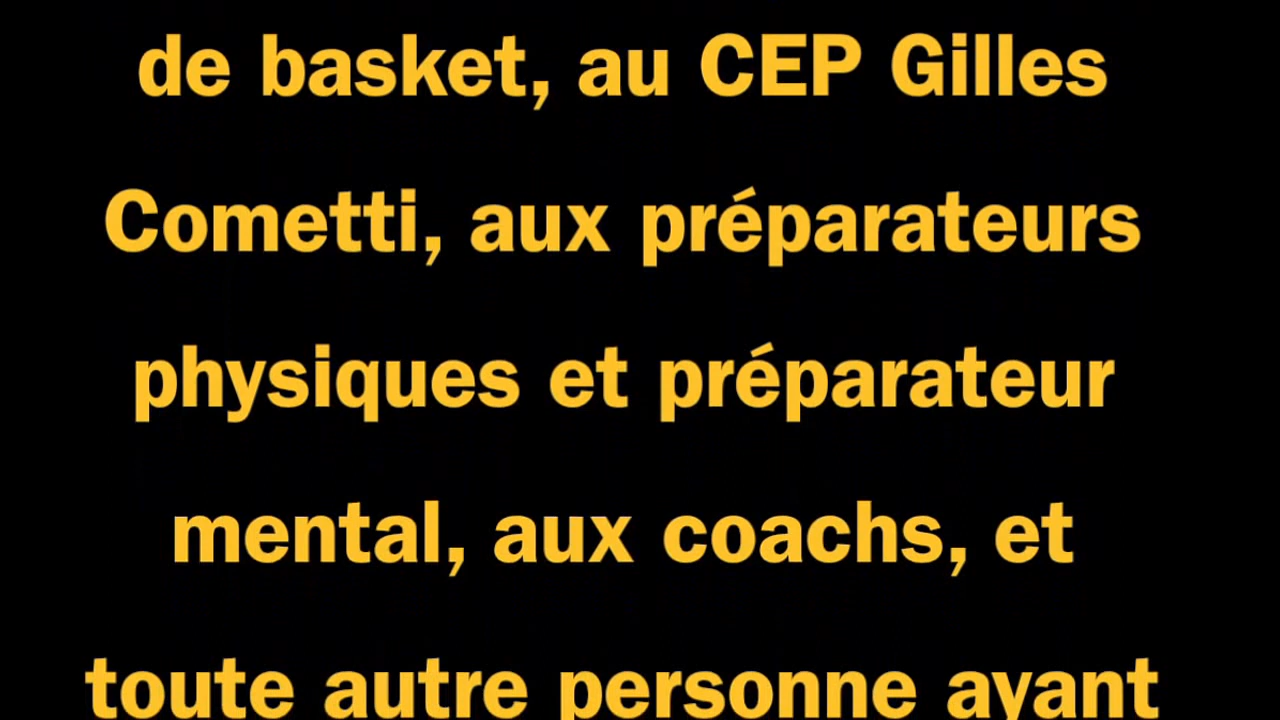 de basket, au CEP Gilles
Cometti, aux préparateurs
physiques et préparateur
mental, aux coachs, et
toute autre personne ayant